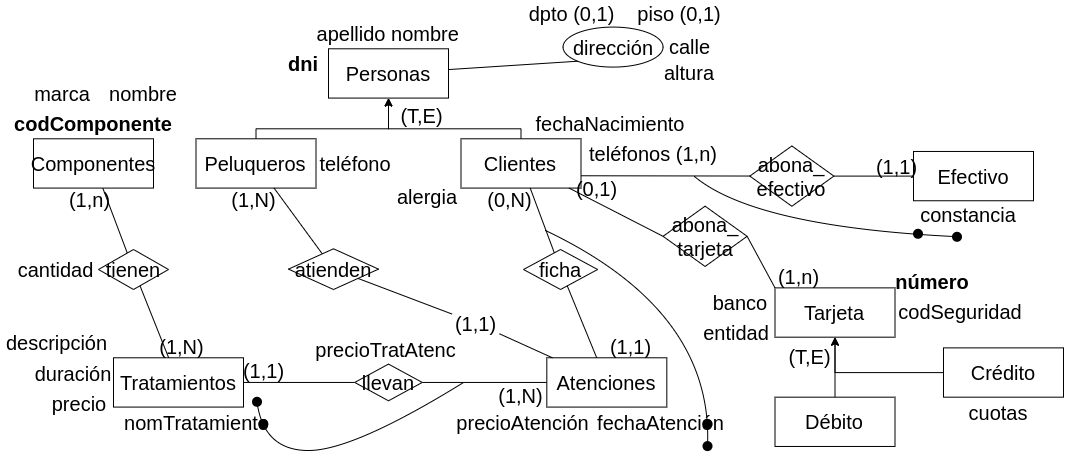 dpto (0,1) piso (0,1)
apellido nombre
dirección
calle
dni
Personas
altura
marca nombre
(T,E)
codComponente
fechaNacimiento
Componentes
Peluqueros
teléfono
Clientes
teléfonos (1,n)
abona_
efectivo
(1,1)
Efectivo
(1,n)
(1,N)
alergia
(0,N)
(0,1)
constancia
abona_
tarjeta
cantidad
tienen
atienden
ficha
(1,n)
número
banco
Tarjeta
codSeguridad
entidad
(1,1)
descripción
(1,N)
precioTratAtenc
(1,1)
(T,E)
duración
Tratamientos
(1,1)
llevan
Atenciones
Crédito
precio
(1,N)
nomTratamient
precioAtención
fechaAtención
Débito
cuotas